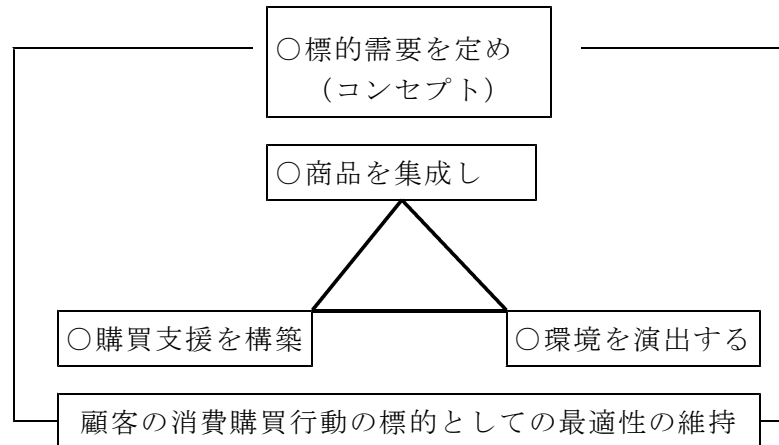 ○標的需要を定め
（コンセプト）
○商品を集成し
○購買支援を構築
○環境を演出する
顧客の消費購買行動の標的としての最適性の維持